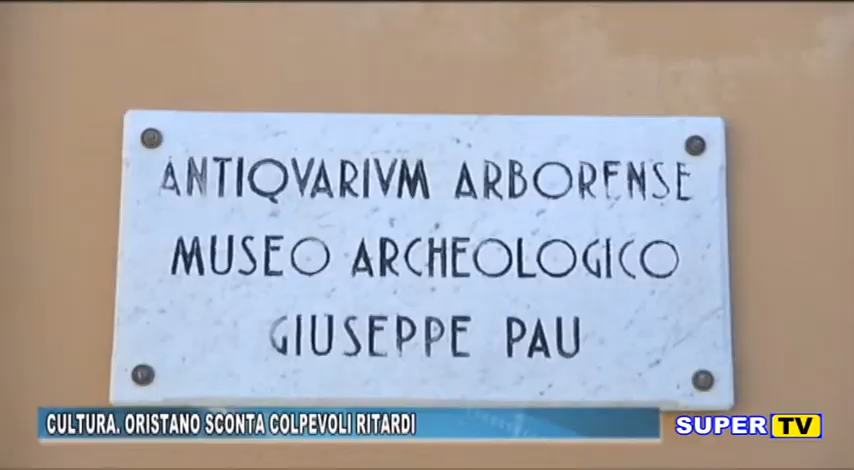 ANTIQVARIVM ARBORENSE
MUSEO ARCHEOLOGICO
GIUSEPPE PAU
CULTURA. ORISTANO SCONTA COLPEVOLI RITARDI
SUPER TV